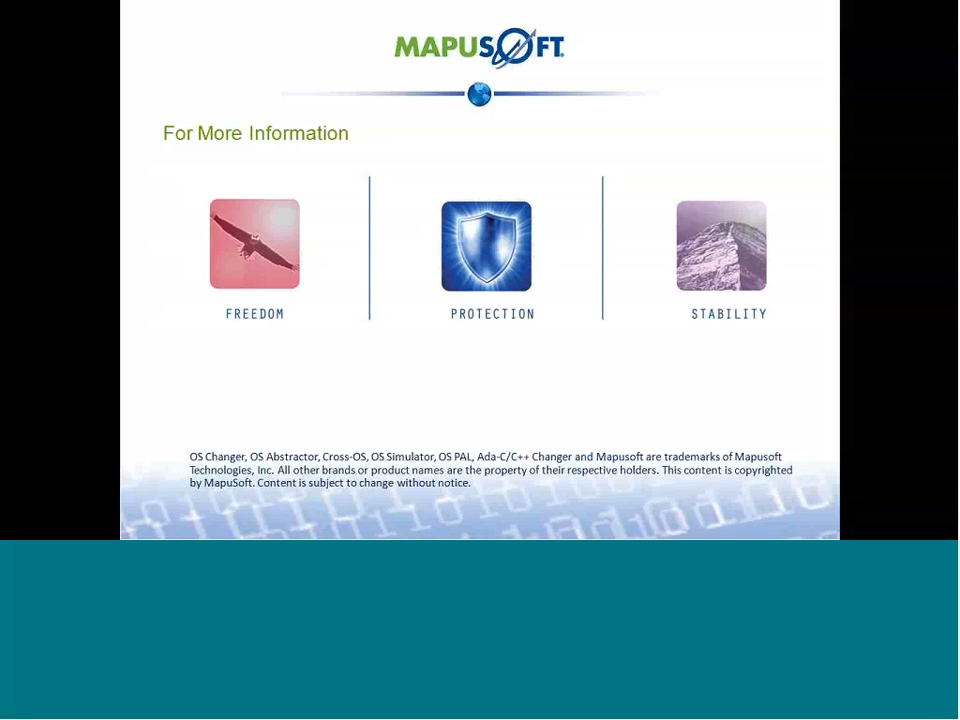 MAPUSOFT
For More Information
FREEDOM
PROTECTION
STABILITY
OS Changer, OS Abstractor, Cross-OS, OS Simulator, OS PAL, Ada-C/C++ Changer and Mapusoft are trademarks of Mapusoft
Technologies, Inc. All other brands or product names are the property of their respective holders. This content is copyrighted
by MapuSoft. Content is subject to change without notice.